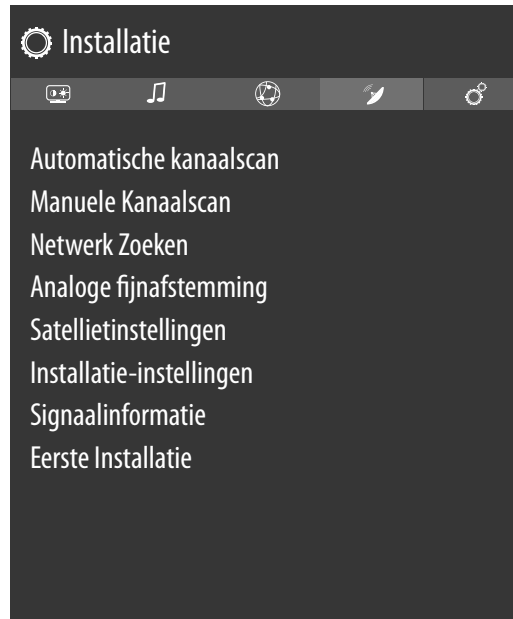 Installatie
Automatische kanaalscan
Manuele Kanaalscan
Netwerk Zoeken
Analoge fijnafstemming
Satellietinstellingen
Installatie-instellingen
Signaalinformatie
Eerste Installatie